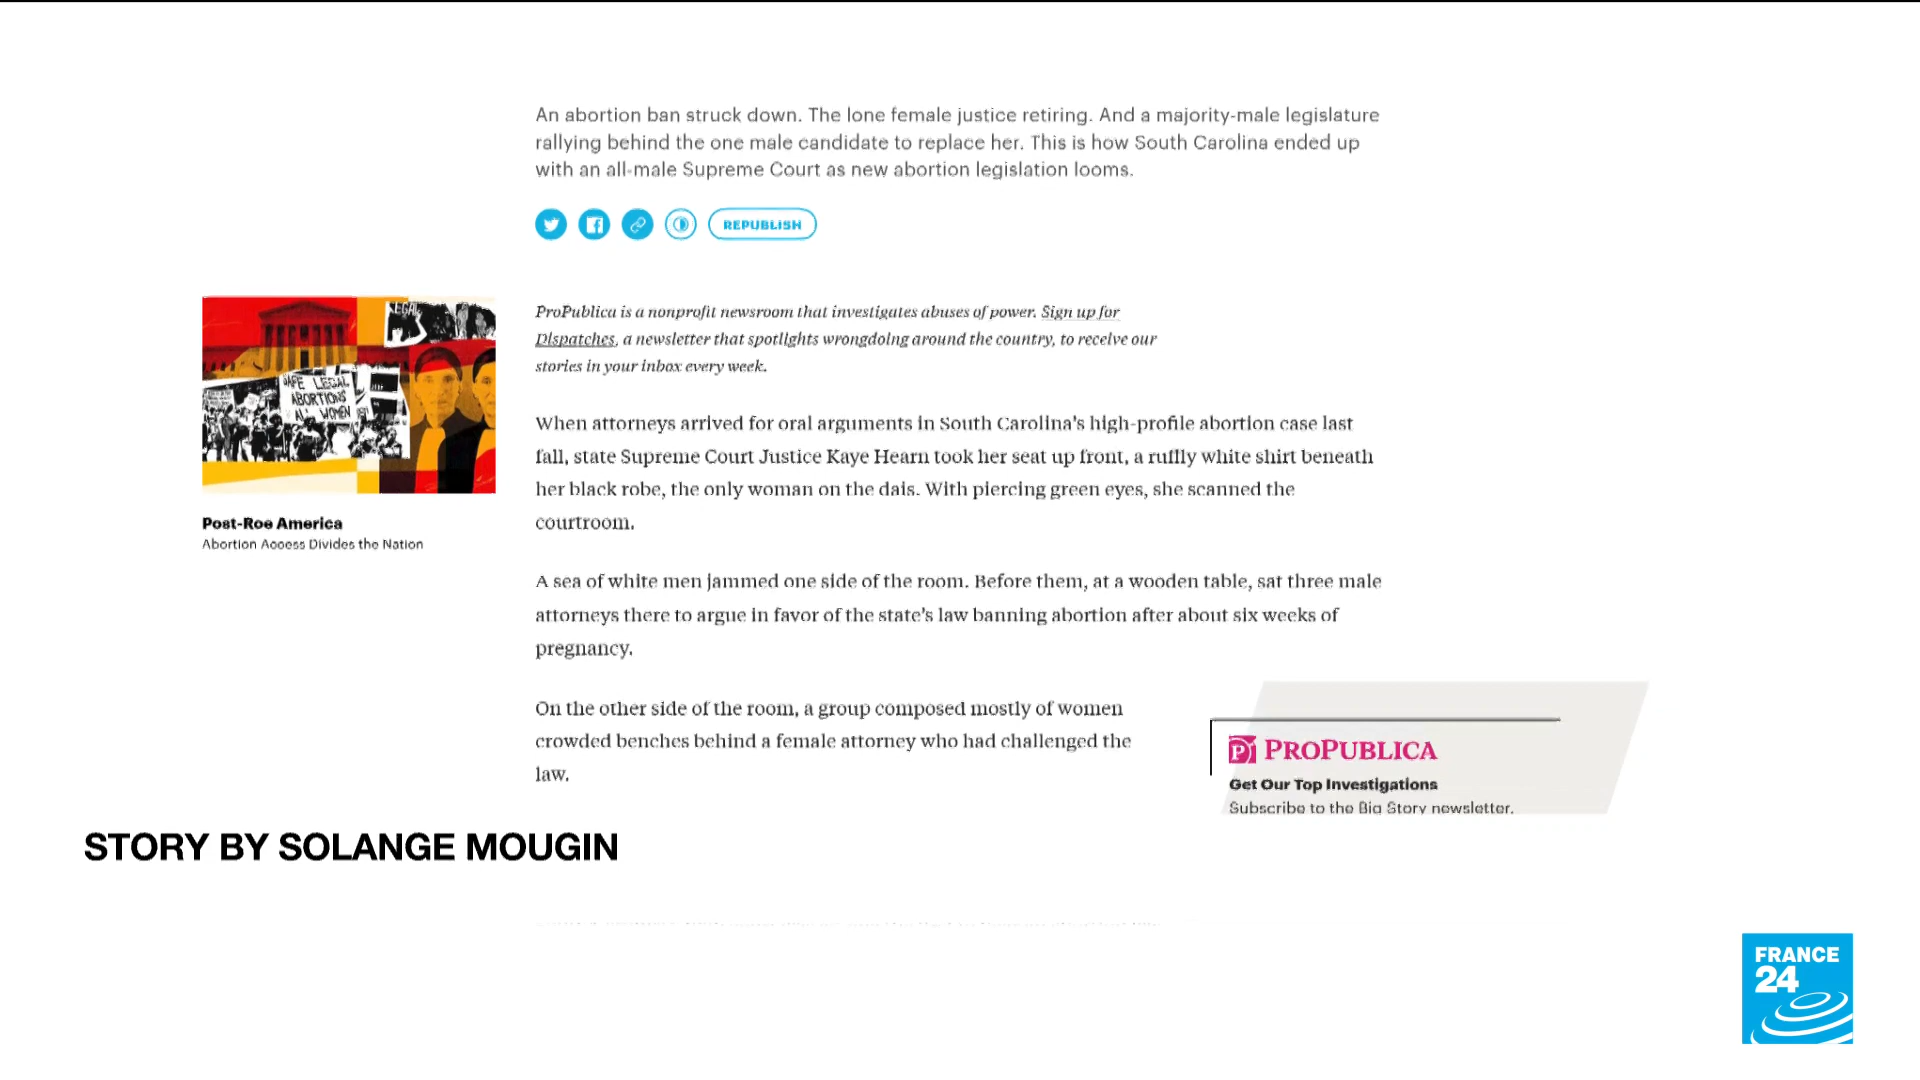 An abortion ban struck down. The lone female justice retiring. And a majority-male legislature
rallying behind the one male candidate to replace her. This is how South Carolina ended up
with an all-male Supreme Court as new abortion legislation looms.
REPUBLISH
LEGAL
SAFE LEGAL
ABORTIONS
ALL WOMEN
Post-Roe America
Abortion Access Divides the Nation
ProPublica is a nonprofit newsroom that investigates abuses of power. Sign up for
Dispatches, a newsletter that spotlights wrongdoing around the country, to receive our
stories in your inbox every week.
When attorneys arrived for oral arguments in South Carolina's high-profile abortion case last
fall, state Supreme Court Justice Kaye Hearn took her seat up front, a ruffly white shirt beneath
her black robe, the only woman on the dais. With piercing green eyes, she scanned the
courtroom.
A sea of white men jammed one side of the room. Before them, at a wooden table, sat three male
attorneys there to argue in favor of the state's law banning abortion after about six weeks of
pregnancy.
On the other side of the room, a group composed mostly of women
crowded benches behind a female attorney who had challenged the
law.
PROPUBLICA
Get Our Top Investigations
Subscribe to the Big Story newsletter.
STORY BY SOLANGE MOUGIN
FRANCE
24